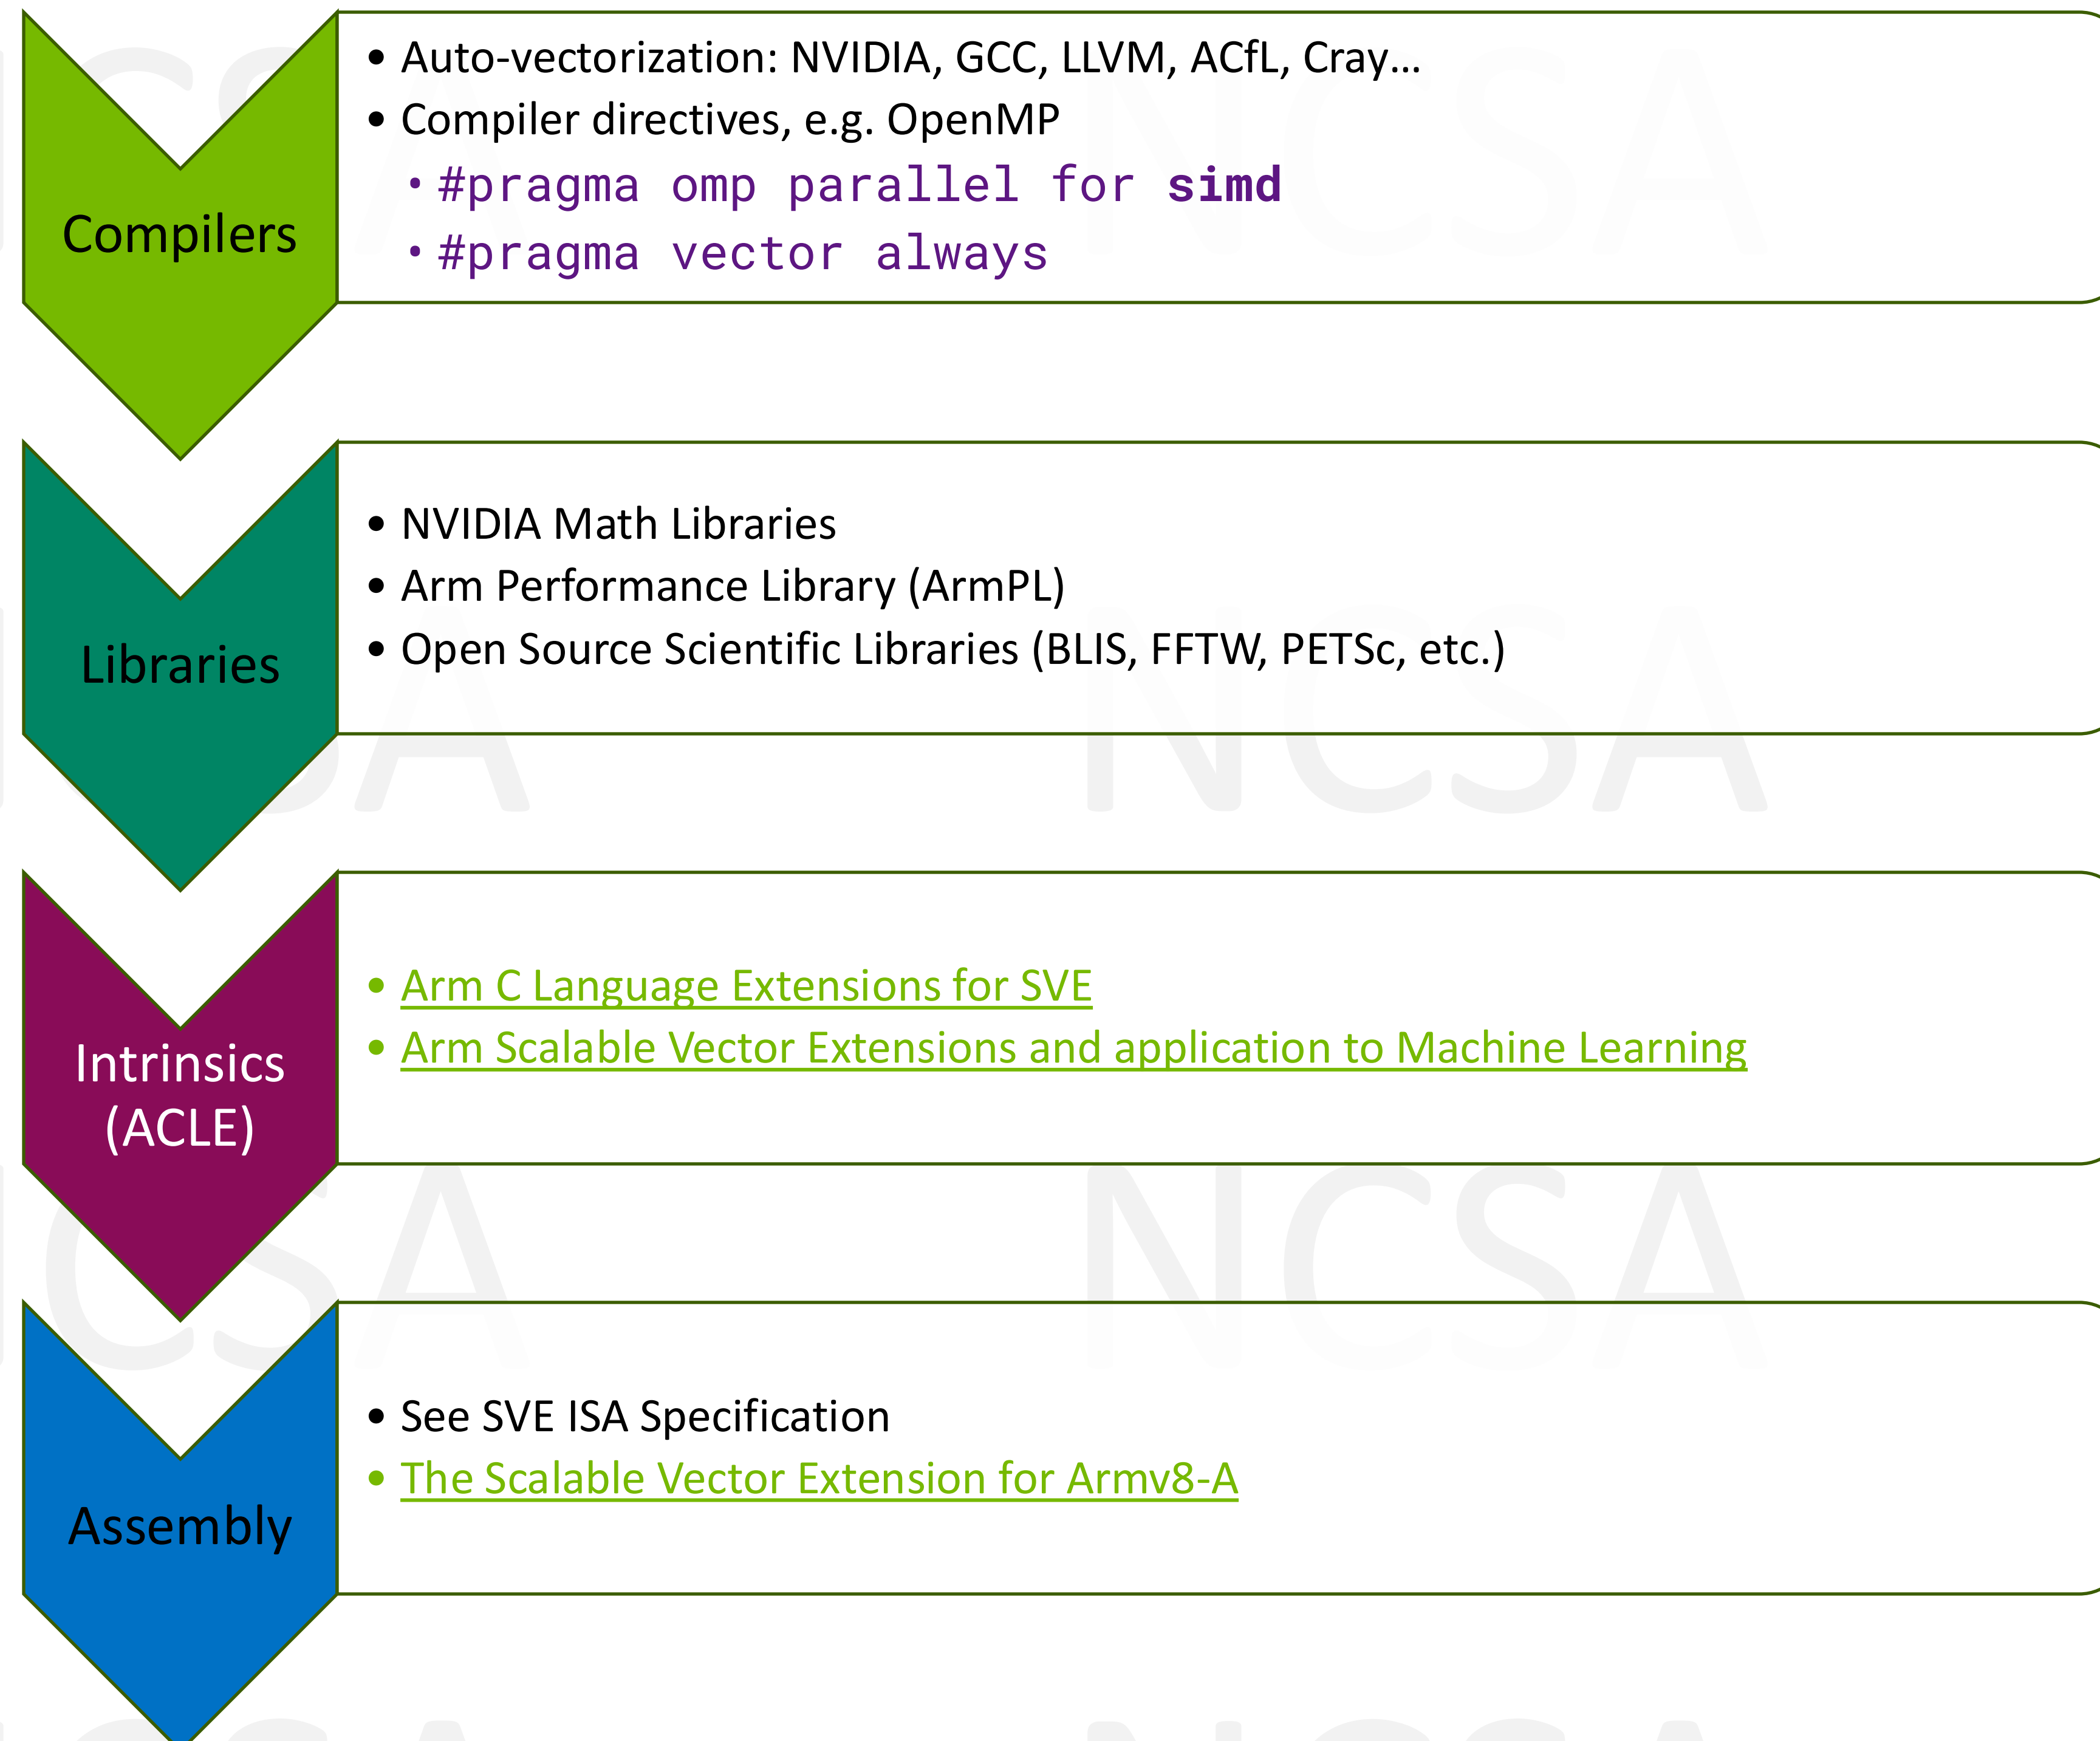 Compilers
• Auto-vectorization: NVIDIA, GCC, LLVM, ACfL, Cray...
• Compiler directives, e.g. OpenMP
• #pragma omp parallel for simd
• #pragma vector always
Libraries
• NVIDIA Math Libraries
• Arm Performance Library (ArmPL)
• Open Source Scientific Libraries (BLIS, FFTW, PETSc, etc.)
Intrinsics
(ACLE)
• Arm C Language Extensions for SVE
• Arm Scalable Vector Extensions and application to Machine Learning
Assembly
• See SVE ISA Specification
• The Scalable Vector Extension for Armv8-A
NCSA
NCSA
NCSA